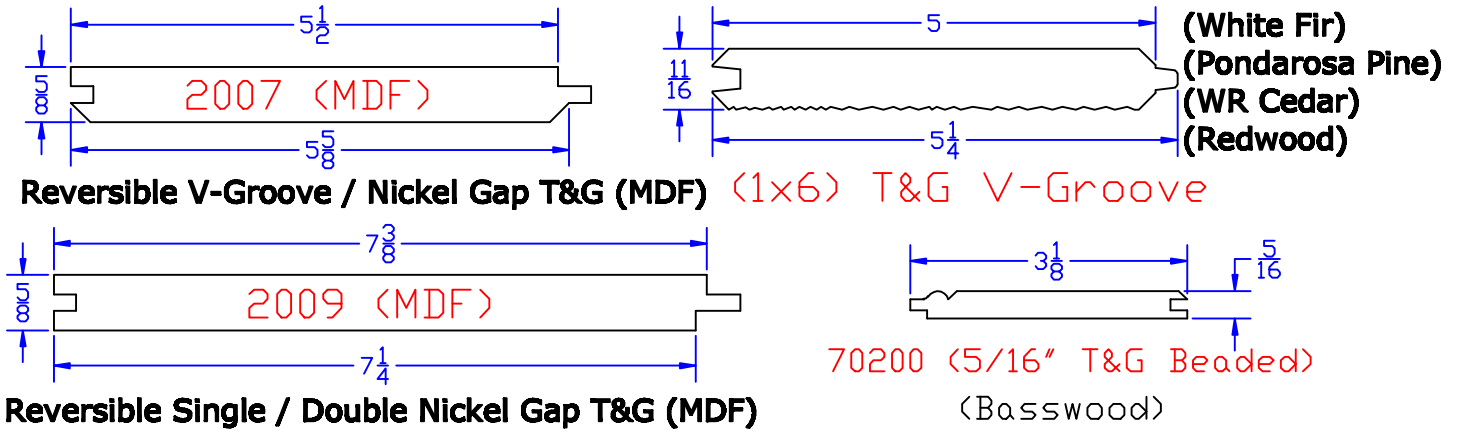 5 1/2
5/8
2007 (MDF)
5 5/8
Reversible V-Groove / Nickel Gap T&G (MDF)
5
11/16
5 1/4
(White Fir)
(Pondarosa Pine)
(WR Cedar)
(Redwood)
(1x6) T&G V-Groove
7 3/8
5/8
2009 (MDF)
7 1/4
Reversible Single / Double Nickel Gap T&G (MDF)
3 1/8
5/16
70200 (5/16" T&G Beaded)
(Basswood)